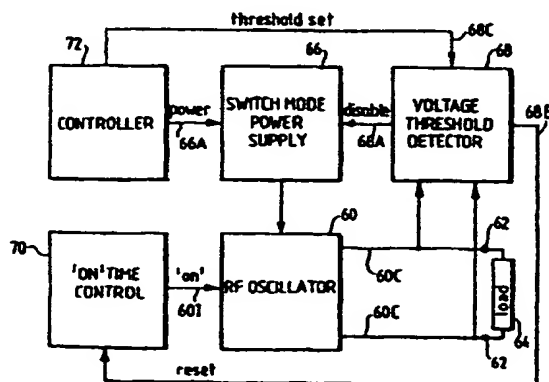 threshold set
72
66
68C
68
CONTROLLER
power
66A
SWITCH MODE
POWER
SUPPLY
disable
68A
VOLTAGE
THRESHOLD
DETECTOR
68B
70
60
62
'ON' TIME
CONTROL
'on'
60I
RF OSCILLATOR
60C
60C
load
64
62
reset